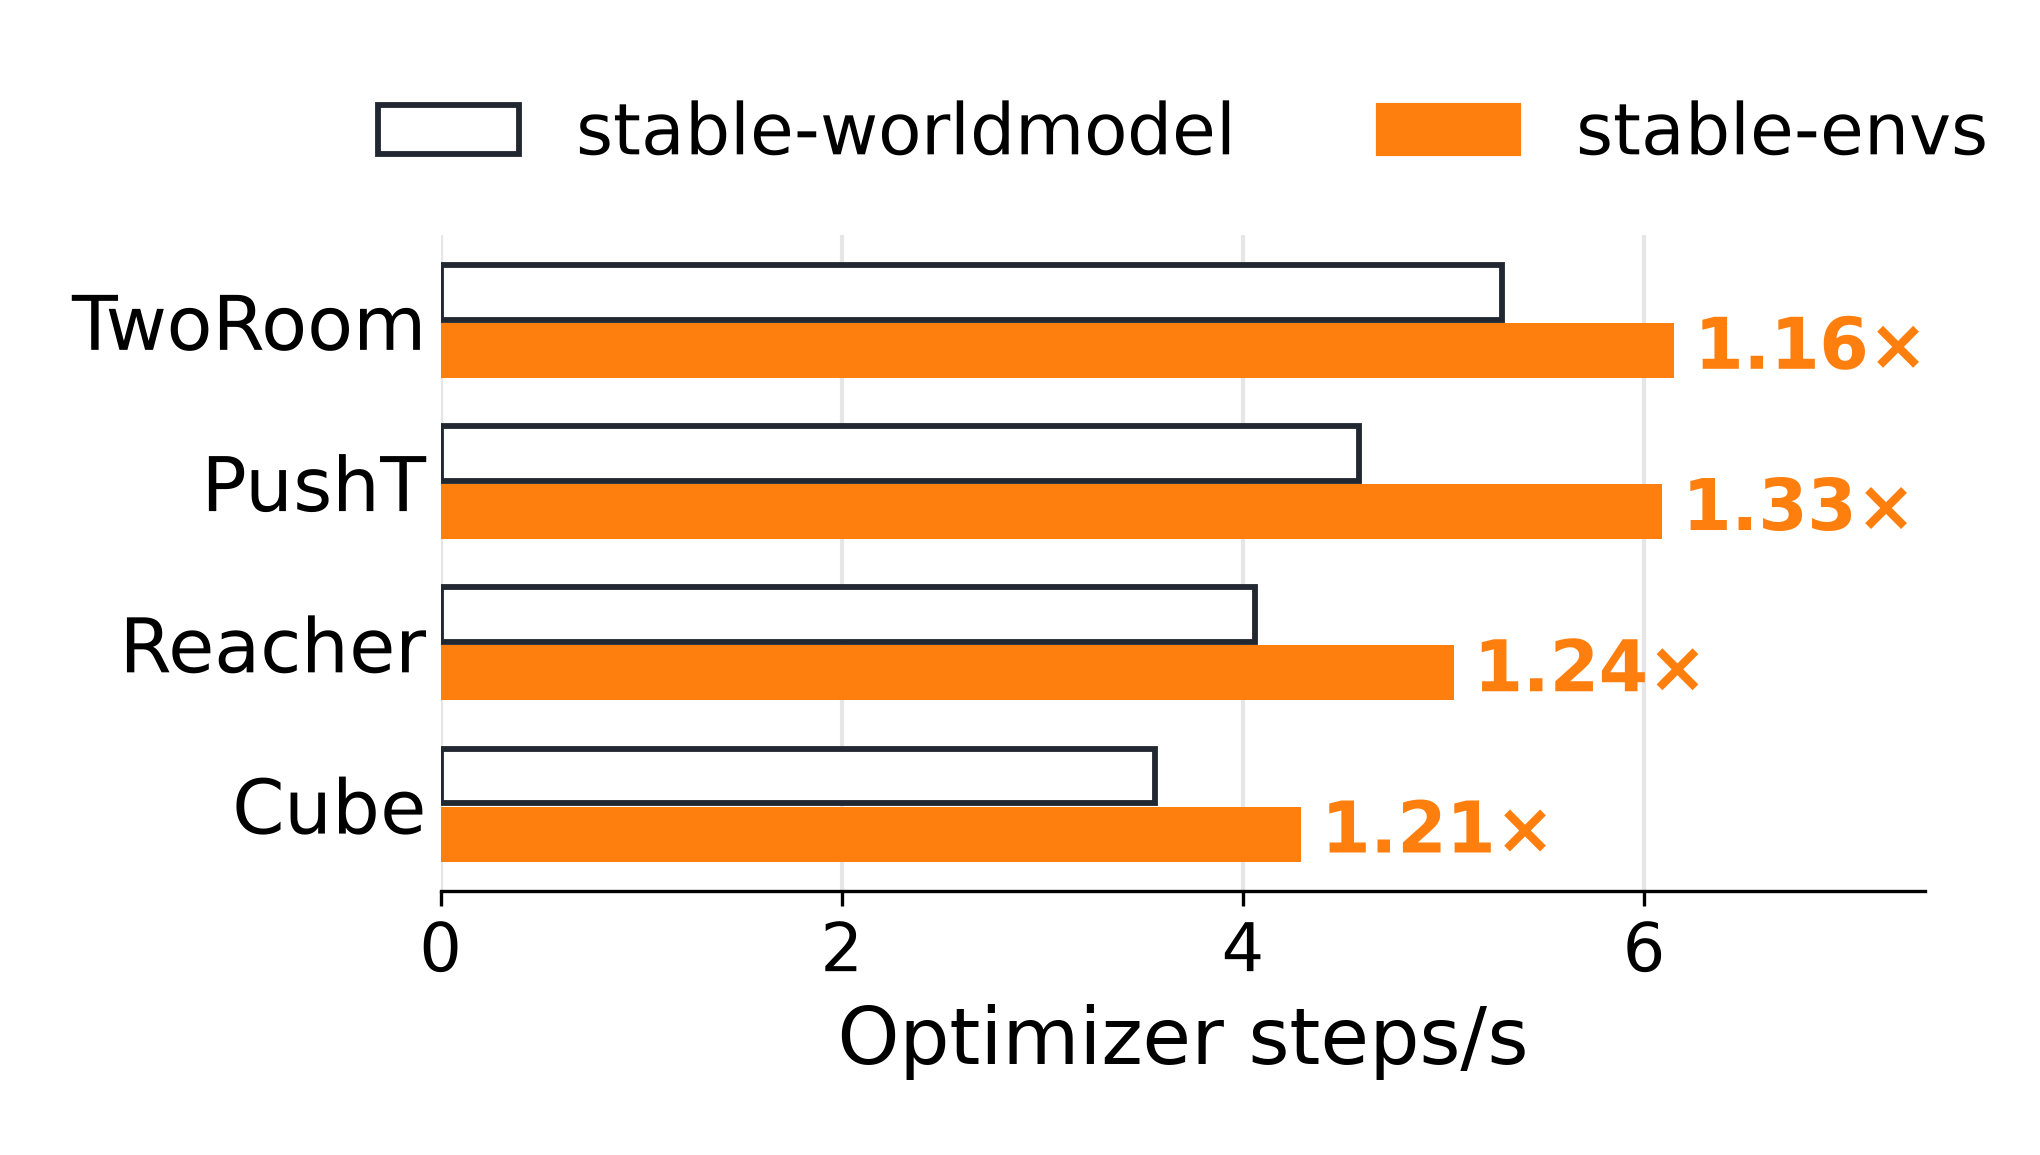 stable-worldmodel stable-envs
TwoRoom
1.16×
PushT
1.33×
Reacher
1.24×
Cube
1.21×
0 2 4 6
Optimizer steps/s